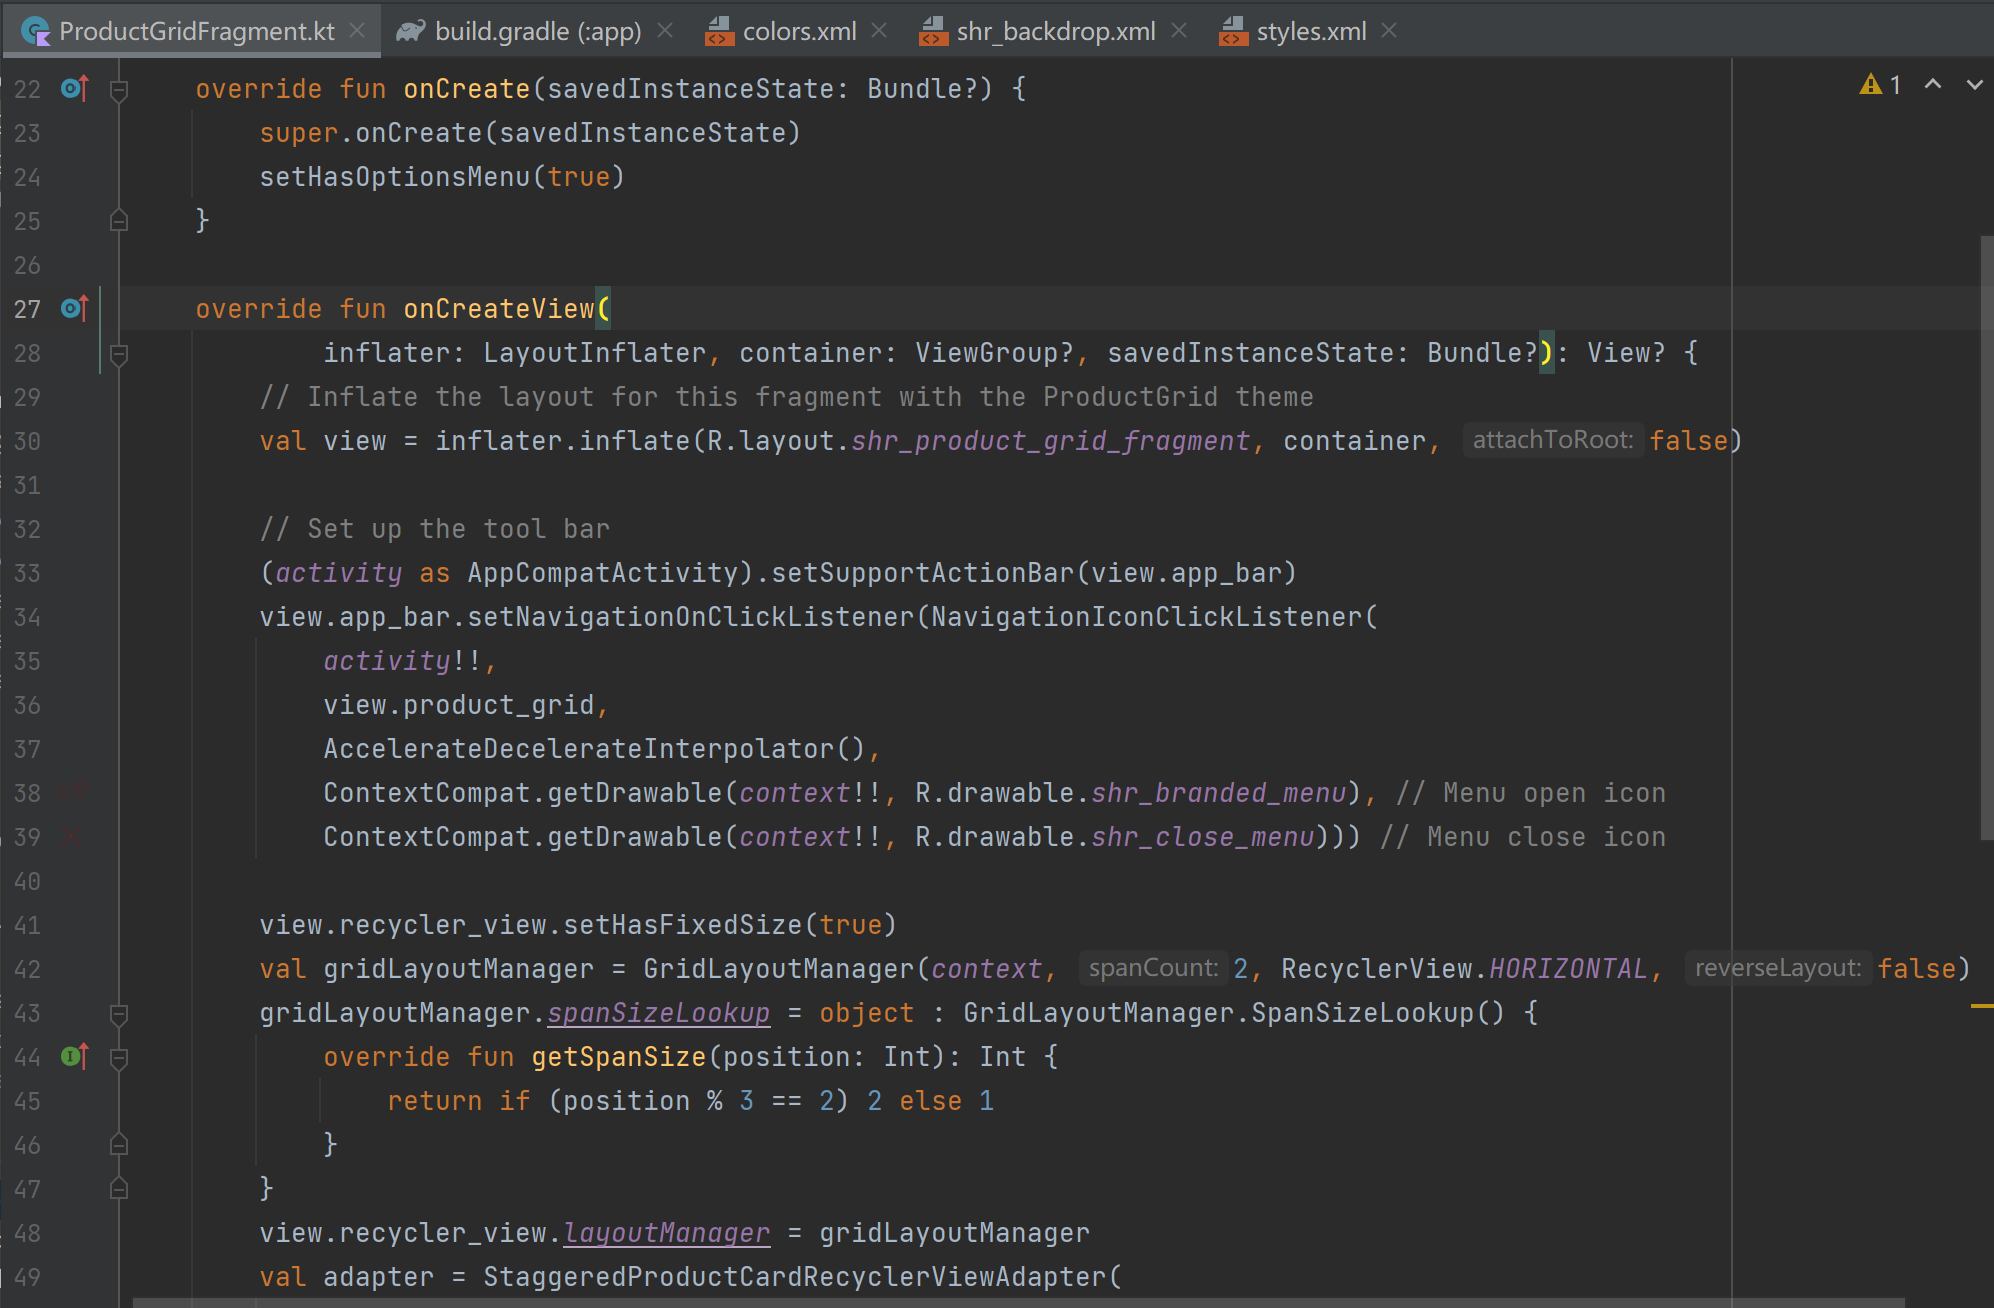 ProductGridFragment.kt build.gradle (:app) colors.xml shr_backdrop.xml styles.xml
22 override fun onCreate(savedInstanceState: Bundle?) { 1
23 super.onCreate(savedInstanceState)
24 setHasOptionsMenu(true)
25 }
26
27 override fun onCreateView(
28 inflater: LayoutInflater, container: ViewGroup?, savedInstanceState: Bundle?): View? {
29 // Inflate the layout for this fragment with the ProductGrid theme
30 val view = inflater.inflate(R.layout.shr_product_grid_fragment, container, attachToRoot: false)
31
32 // Set up the tool bar
33 (activity as AppCompatActivity).setSupportActionBar(view.app_bar)
34 view.app_bar.setNavigationOnClickListener(NavigationIconClickListener(
35 activity!!,
36 view.product_grid,
37 AccelerateDecelerateInterpolator(),
38 ContextCompat.getDrawable(context!!, R.drawable.shr_branded_menu), // Menu open icon
39 ContextCompat.getDrawable(context!!, R.drawable.shr_close_menu))) // Menu close icon
40
41 view.recycler_view.setHasFixedSize(true)
42 val gridLayoutManager = GridLayoutManager(context, spanCount: 2, RecyclerView.HORIZONTAL, reverseLayout: false)
43 gridLayoutManager.spanSizeLookup = object : GridLayoutManager.SpanSizeLookup() {
44 override fun getSpanSize(position: Int): Int {
45 return if (position % 3 == 2) 2 else 1
46 }
47 }
48 view.recycler_view.layoutManager = gridLayoutManager
49 val adapter = StaggeredProductCardRecyclerViewAdapter(